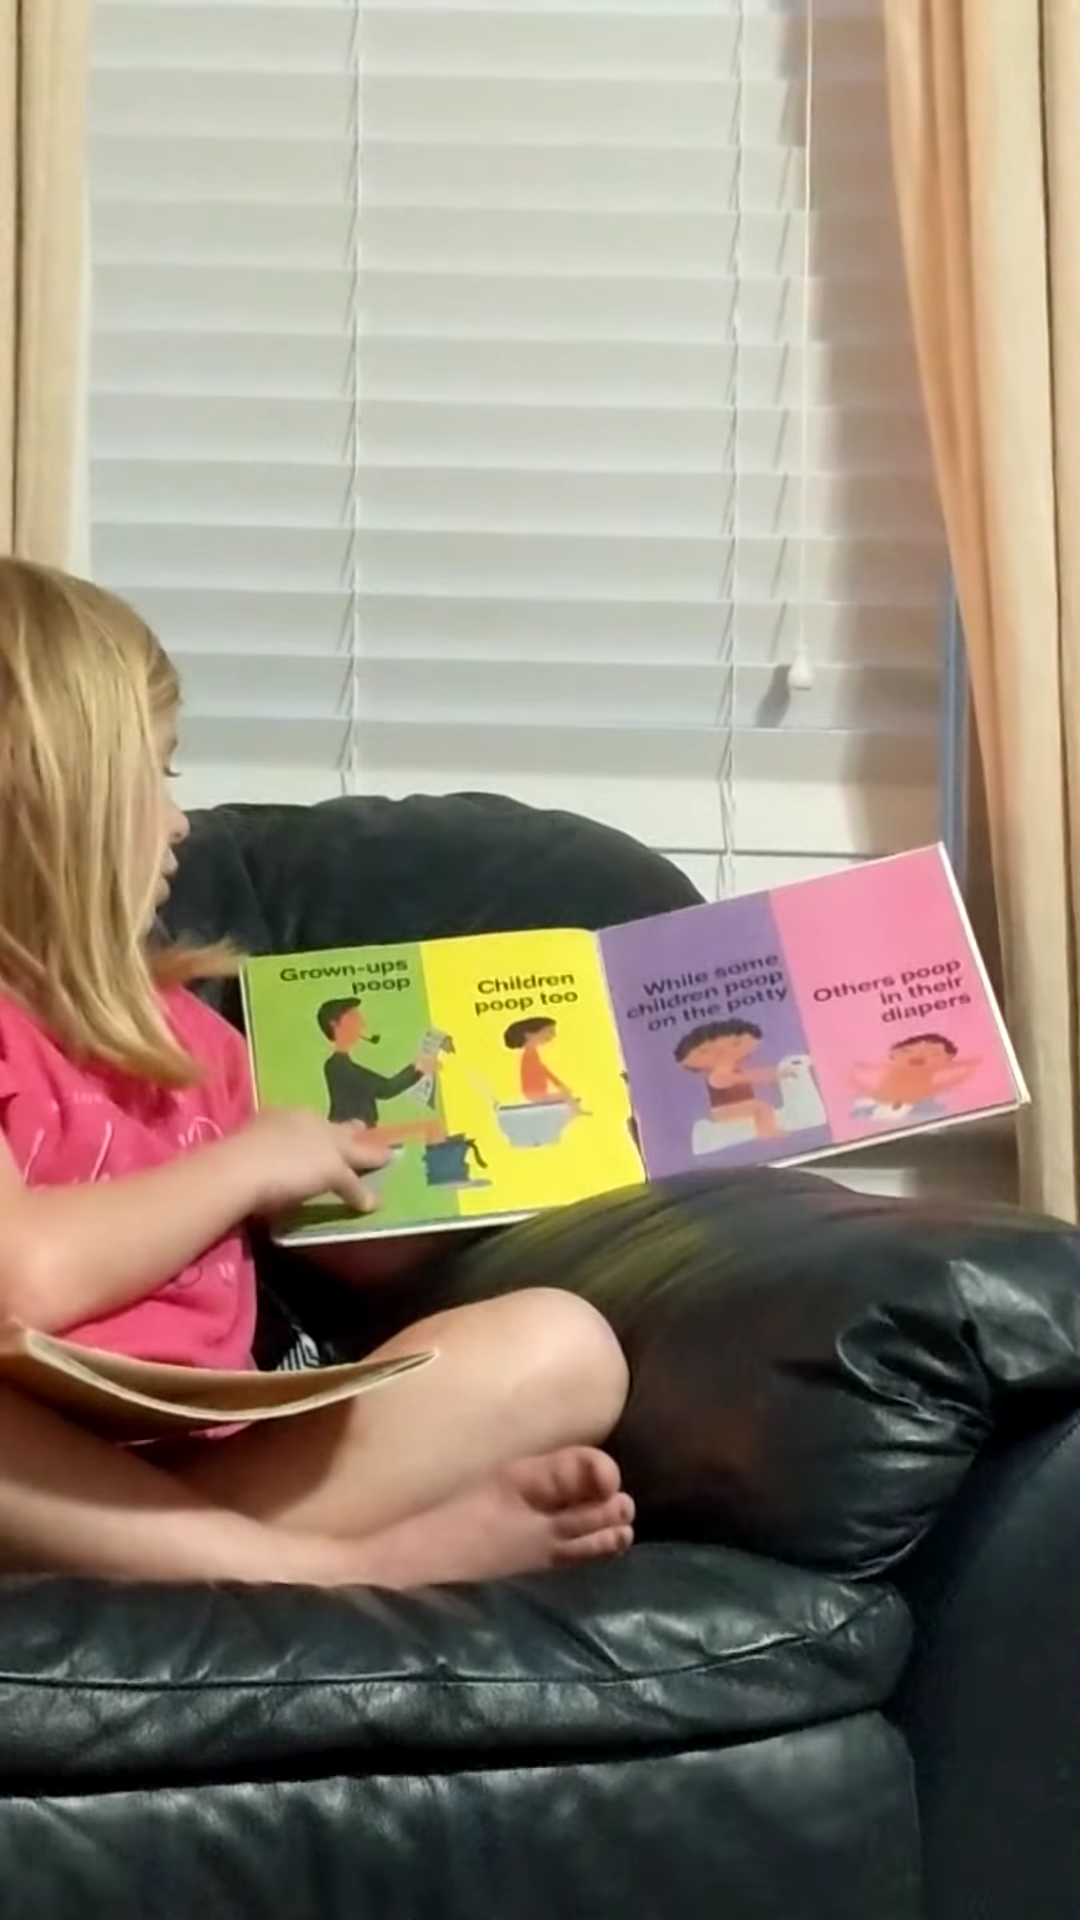 Grown-ups
poop
Children
poop too
While some
children poop
on the potty
Others poop
in their
diapers